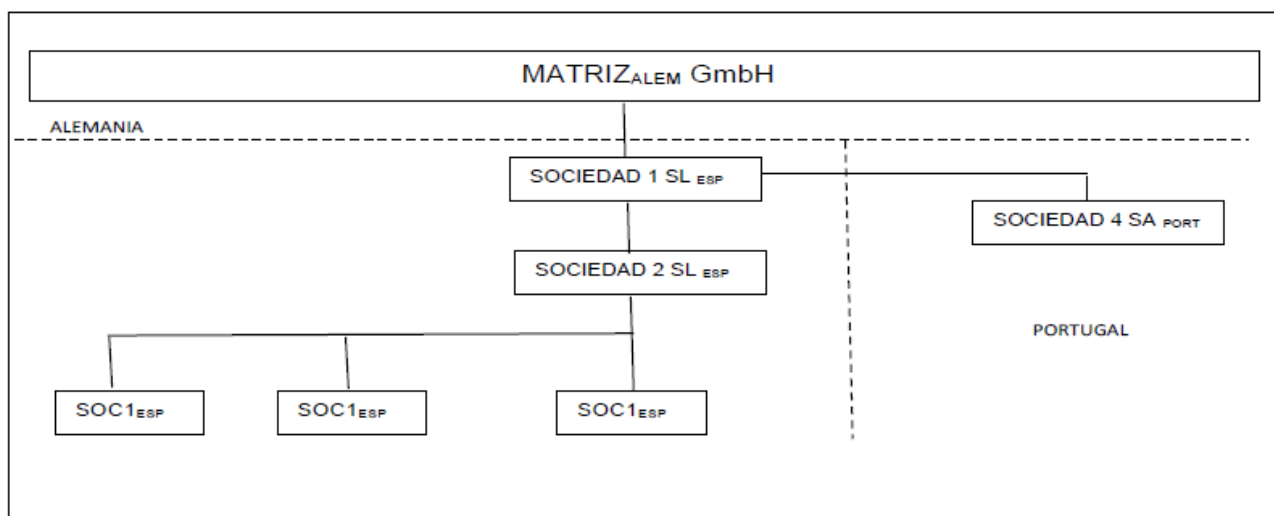 MATRIZALEM GmbH
ALEMANIA
SOCIEDAD 1 SL ESP
SOCIEDAD 4 SA PORT
SOCIEDAD 2 SL ESP
PORTUGAL
SOC1ESP
SOC1ESP
SOC1ESP